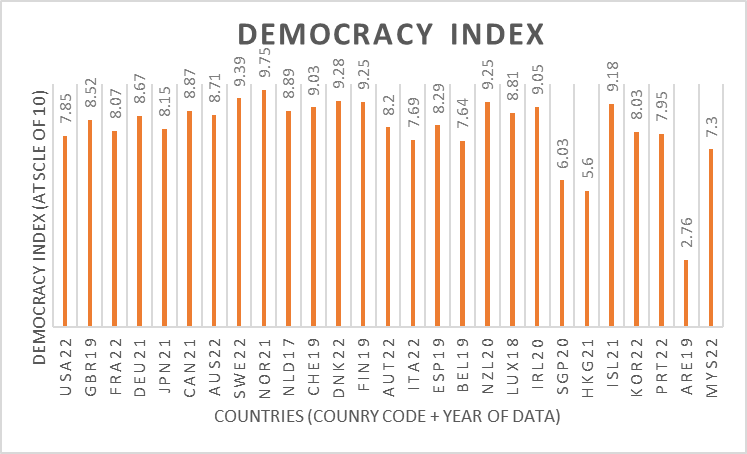 DEMOCRACY INDEX
DEMOCRACY INDEX (AT SCLE OF 10)
7.85
8.52
8.07
8.67
8.15
8.87
8.71
9.39
9.75
8.89
9.03
9.28
9.25
8.2
7.69
8.29
7.64
9.25
8.81
9.05
6.03
5.6
9.18
8.03
7.95
2.76
7.3
USA22
GBR19
FRA22
DEU21
JPN21
CAN21
AUS22
SWE22
NOR21
NLD17
CHE19
DNK22
FIN19
AUT22
ITA22
ESP19
BEL19
NZL20
LUX18
IRL20
SGP20
HKG21
ISL21
KOR22
PRT22
ARE19
MYS22
COUNTRIES (COUNRY CODE + YEAR OF DATA)